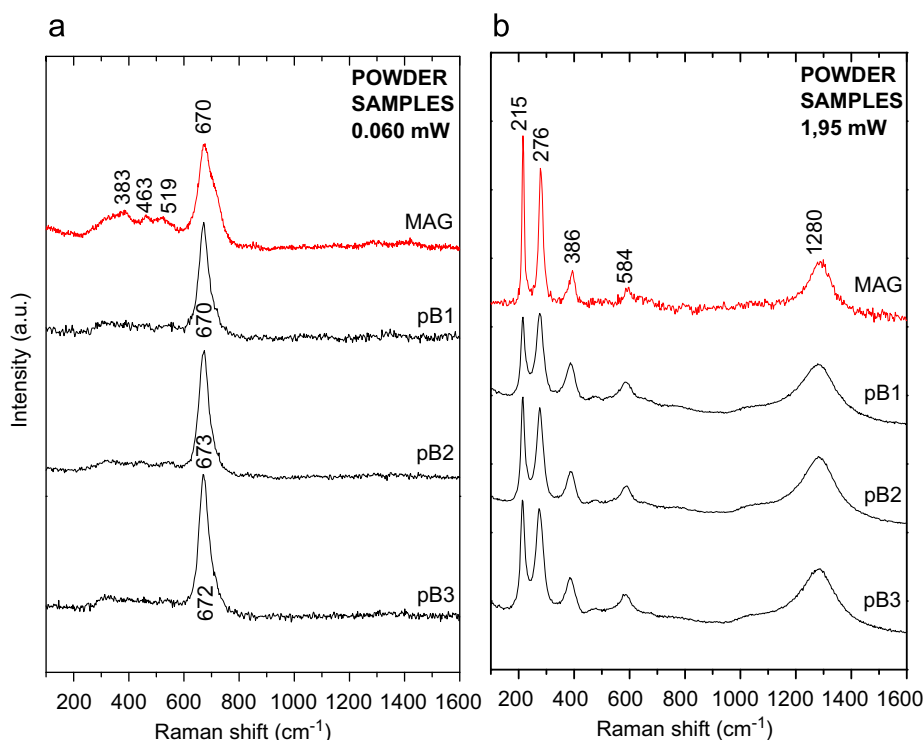 a
POWDER
SAMPLES
0.060 mW
670
383
463
519
MAG
pB1
670
pB2
673
pB3
672
Intensity (a.u.)
200 400 600 800 1000 1200 1400 1600
Raman shift (cm⁻¹)
b
POWDER
SAMPLES
1,95 mW
215
276
386
584
1280
MAG
pB1
pB2
pB3
200 400 600 800 1000 1200 1400 1600
Raman shift (cm⁻¹)